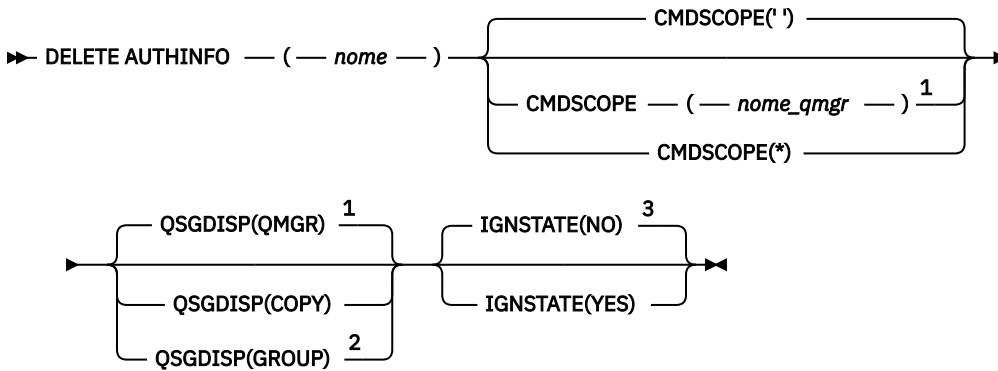 CMDSCOPE(' ')
DELETE AUTHINFO ( nome )
CMDSCOPE ( nome_qmgr ) 1
CMDSCOPE(*)
QSGDISP(QMGR) 1 IGNSTATE(NO) 3
QSGDISP(COPY) IGNSTATE(YES)
QSGDISP(GROUP) 2